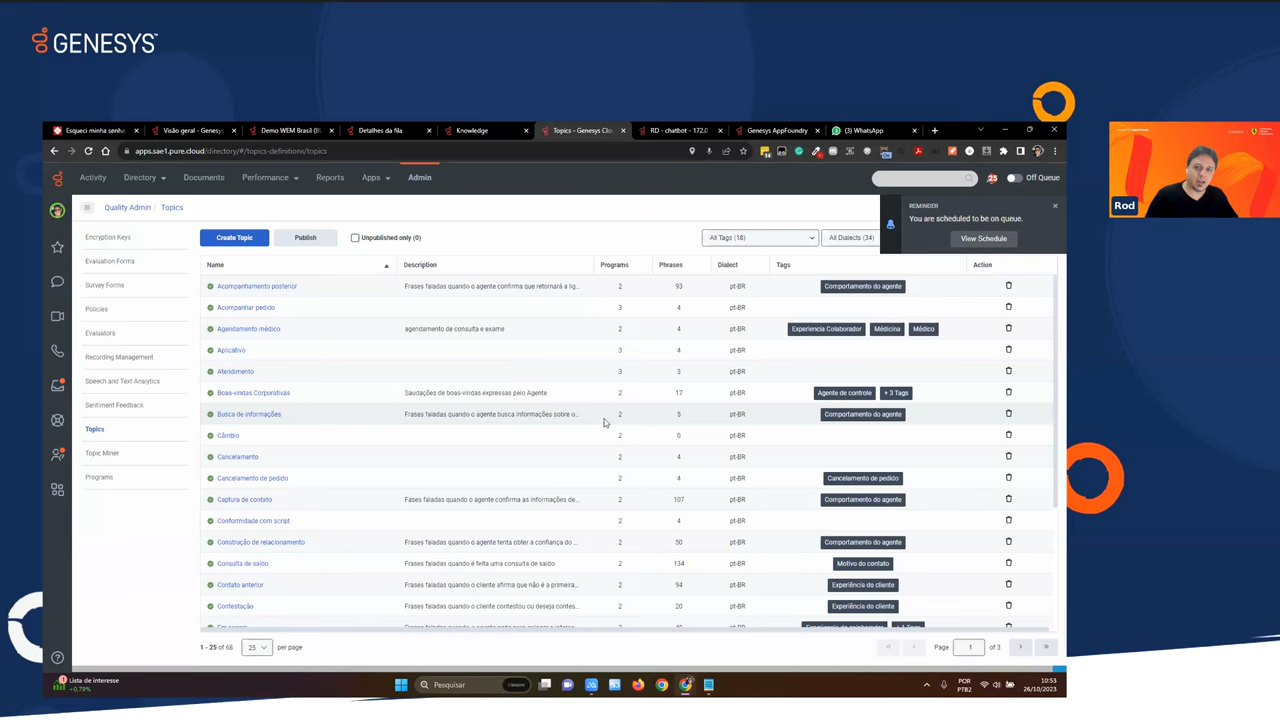 GENESYS
Esqueci minha senha
Visão geral - Genesys
Demo WEM Brasil (BL
Detalhes da fila
Knowledge
Topics - Genesys Clo
RD - chatbot - 172.0
Genesys AppFoundry
(3) WhatsApp
apps.sae1.pure.cloud/directory/#/topics-definitions/topics
Activity Directory Documents Performance Reports Apps Admin
25 Off Queue
Rod
Quality Admin Topics
REMINDER
You are scheduled to be on queue.
View Schedule
Encryption Keys
Evaluation Forms
Survey Forms
Policies
Evaluators
Recording Management
Speech and Text Analytics
Sentiment Feedback
Topics
Topic Miner
Programs
Create Topic Publish Unpublished only (0) All Tags (18) All Dialects (34)
Name Description Programs Phrases Dialect Tags Action
Acompanhamento posterior Frases faladas quando o agente confirma que retornará a lig... 2 93 pt-BR Comportamento do agente
Acompanhar pedido 3 4 pt-BR
Agendamento médico agendamento de consulta e exame 2 4 pt-BR Experiencia Colaborador Médicina Médico
Aplicativo 3 4 pt-BR
Atendimento 3 3 pt-BR
Boas-vindas Corporativas Saudações de boas-vindas expressas pelo Agente 2 17 pt-BR Agente de controle + 3 Tags
Busca de informações Frases faladas quando o agente busca informações sobre o... 2 5 pt-BR Comportamento do agente
Câmbio 2 0 pt-BR
Cancelamento 2 4 pt-BR
Cancelamento de pedido 2 4 pt-BR Cancelamento de pedido
Captura de contato Frases faladas quando o agente confirma as informações de... 2 107 pt-BR Comportamento do agente
Conformidade com script 2 4 pt-BR
Construção de relacionamento Frases faladas quando o agente tenta obter a confiança do ... 2 50 pt-BR Comportamento do agente
Consulta de saldo Frases faladas quando é feita uma consulta de saldo. 2 134 pt-BR Motivo do contato
Contato anterior Frases faladas quando o cliente afirma que não é a primeira... 2 94 pt-BR Experiência do cliente
Contestação Frases faladas quando o cliente contestou ou deseja contes... 2 20 pt-BR Experiência do cliente
1 - 25 of 68 25 per page
Page 1 of 3
Lista de interesse
+0,79%
Pesquisar
POR
PTB2
10:53
26/10/2023